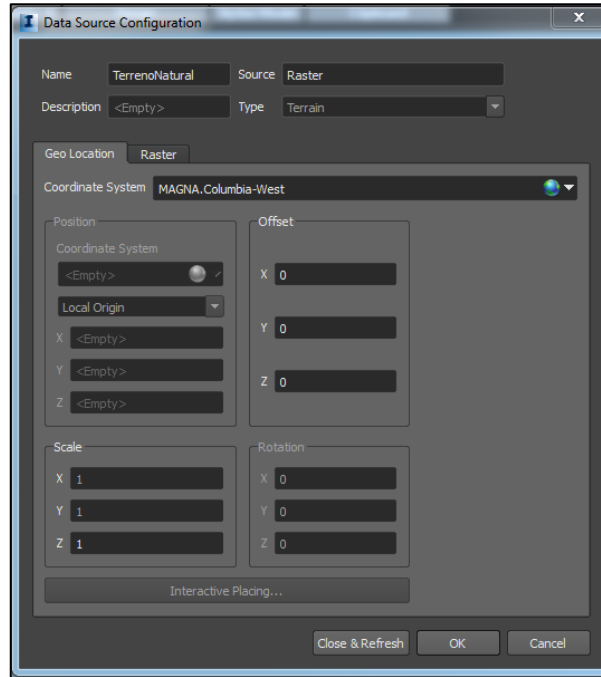 I Data Source Configuration x
Name TerrenoNatural Source Raster
Description <Empty> Type Terrain
Geo Location Raster
Coordinate System MAGNA.Columbia-West
Position Offset
Coordinate System
<Empty> X 0
Local Origin
X <Empty> Y 0
Y <Empty>
Z <Empty> Z 0
Scale Rotation
X 1 X 0
Y 1 Y 0
Z 1 Z 0
Interactive Placing...
Close & Refresh OK Cancel